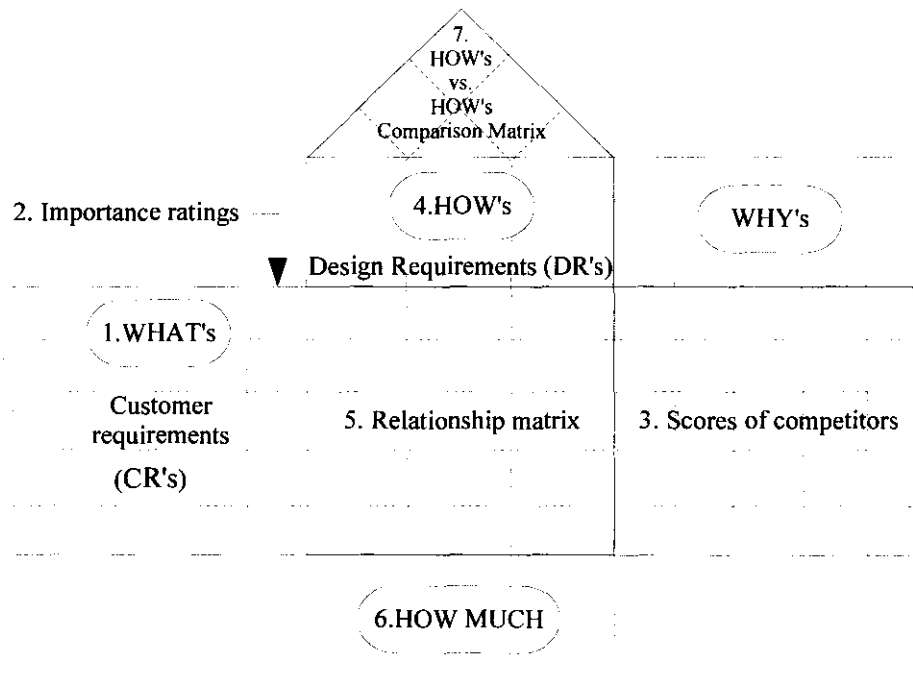 7.
HOW's
vs.
HOW's
Comparison Matrix
2. Importance ratings
4.HOW's
WHY's
Design Requirements (DR's)
1.WHAT's
Customer
requirements
(CR's)
5. Relationship matrix
3. Scores of competitors
6.HOW MUCH